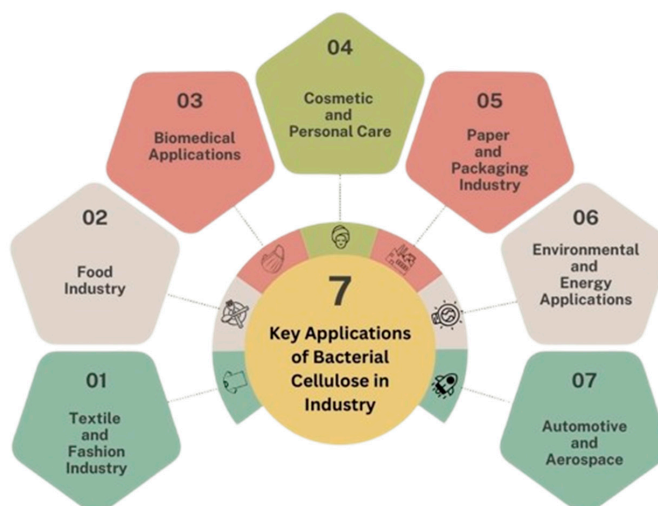 7
Key Applications
of Bacterial
Cellulose in
Industry
01
Textile
and
Fashion
Industry
02
Food
Industry
03
Biomedical
Applications
04
Cosmetic
and
Personal Care
05
Paper
and
Packaging
Industry
06
Environmental
and
Energy
Applications
07
Automotive
and
Aerospace